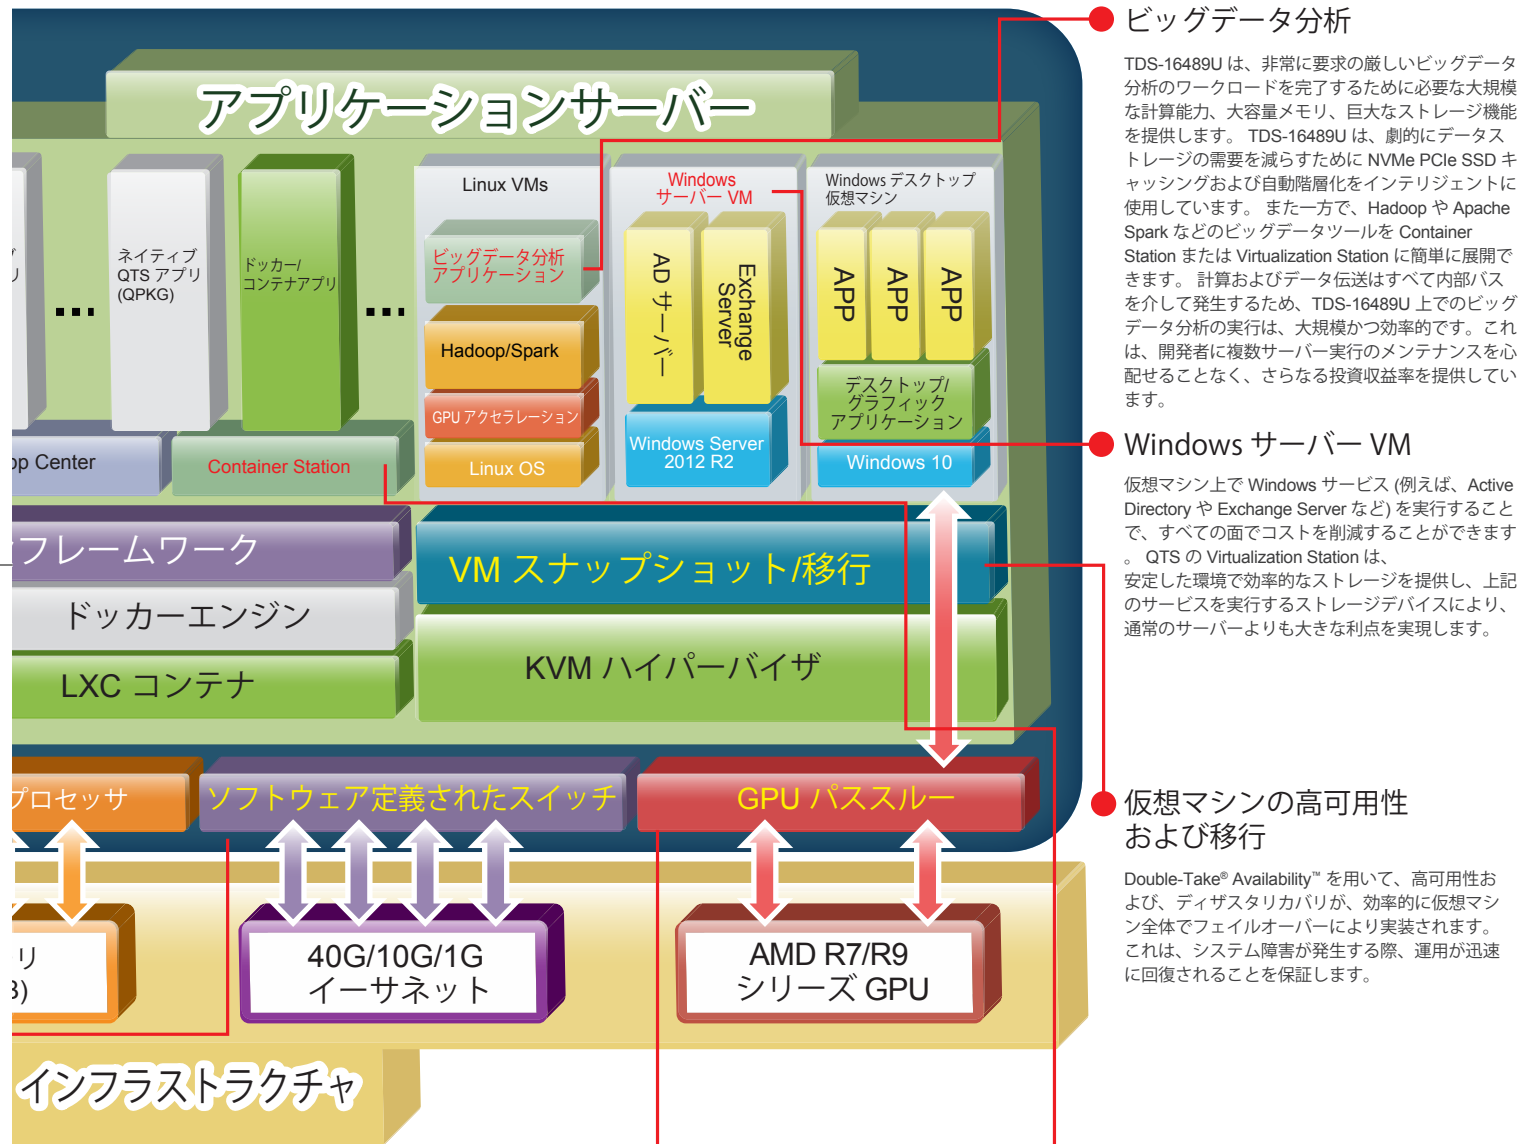 アプリケーションサーバー
ネイティブ
QTS アプリ
(QPKG)
...
ドッカー/
コンテナアプリ
...
Linux VMs
ビッグデータ分析
アプリケーション
Hadoop/Spark
GPU アクセラレーション
Linux OS
Windows
サーバー VM
AD サーバー
Exchange
Server
Windows Server
2012 R2
Windows デスクトップ
仮想マシン
APP
APP
APP
デスクトップ/
グラフィック
アプリケーション
Windows 10
pp Center
Container Station
フレームワーク
ドッカーエンジン
LXC コンテナ
VM スナップショット/移行
KVM ハイパーバイザ
プロセッサ
ソフトウェア定義されたスイッチ
GPU パススルー
リ
40G/10G/1G
イーサネット
AMD R7/R9
シリーズ GPU
インフラストラクチャ
ビッグデータ分析
TDS-16489U は、非常に要求の厳しいビッグデータ
分析のワークロードを完了するために必要な大規模
な計算能力、大容量メモリ、巨大なストレージ機能
を提供します。 TDS-16489U は、劇的にデータス
トレージの需要を減らすために NVMe PCIe SSD キ
ャッシングおよび自動階層化をインテリジェントに
使用しています。 また一方で、Hadoop や Apache
Spark などのビッグデータツールを Container
Station または Virtualization Station に簡単に展開で
きます。 計算およびデータ伝送はすべて内部バス
を介して発生するため、TDS-16489U 上でのビッグ
データ分析の実行は、大規模かつ効率的です。これ
は、開発者に複数サーバー実行のメンテナンスを心
配せることなく、さらなる投資収益率を提供してい
ます。
Windows サーバー VM
仮想マシン上で Windows サービス (例えば、Active
Directory や Exchange Server など) を実行すること
で、すべての面でコストを削減することができます
。 QTS の Virtualization Station は、
安定した環境で効率的なストレージを提供し、上記
のサービスを実行するストレージデバイスにより、
通常のサーバーよりも大きな利点を実現します。
仮想マシンの高可用性
および移行
Double-Take® Availability™ を用いて、高可用性お
よび、ディザスタリカバリが、効率的に仮想マシ
ン全体でフェイルオーバーにより実装されます。
これは、システム障害が発生する際、運用が迅速
に回復されることを保証します。